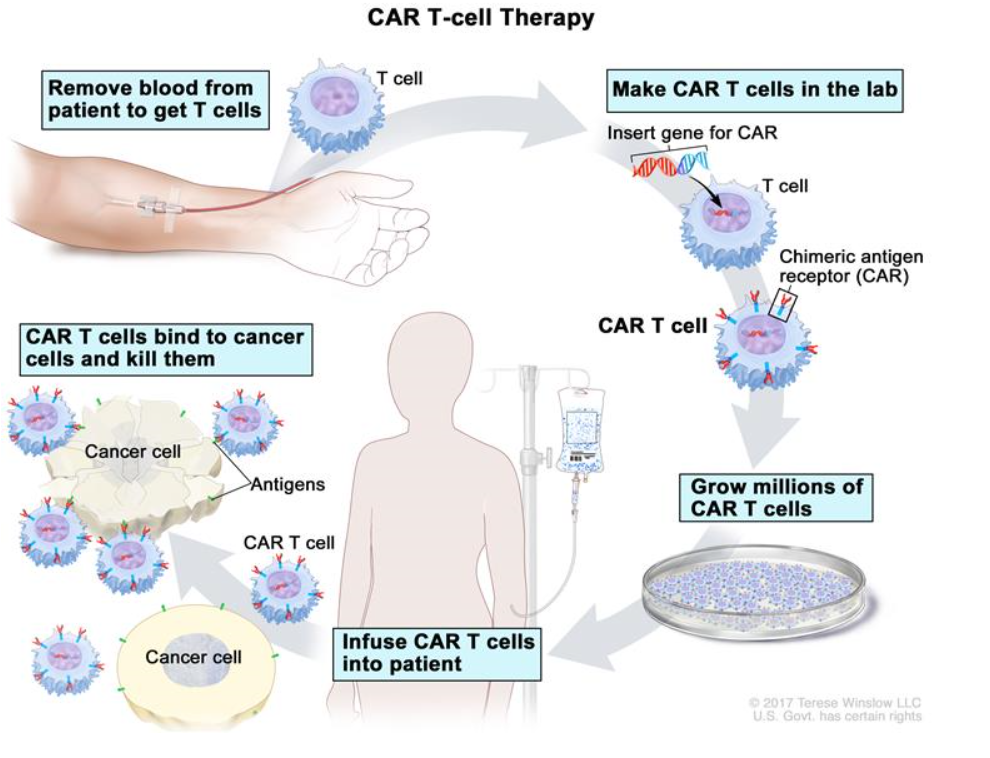 CAR T-cell Therapy
Remove blood from
patient to get T cells
T cell
Make CAR T cells in the lab
Insert gene for CAR
T cell
Chimeric antigen
receptor (CAR)
CAR T cell
Grow millions of
CAR T cells
Infuse CAR T cells
into patient
CAR T cells bind to cancer
cells and kill them
Cancer cell
Antigens
CAR T cell
Cancer cell
© 2017 Terese Winslow LLC
U.S. Govt. has certain rights